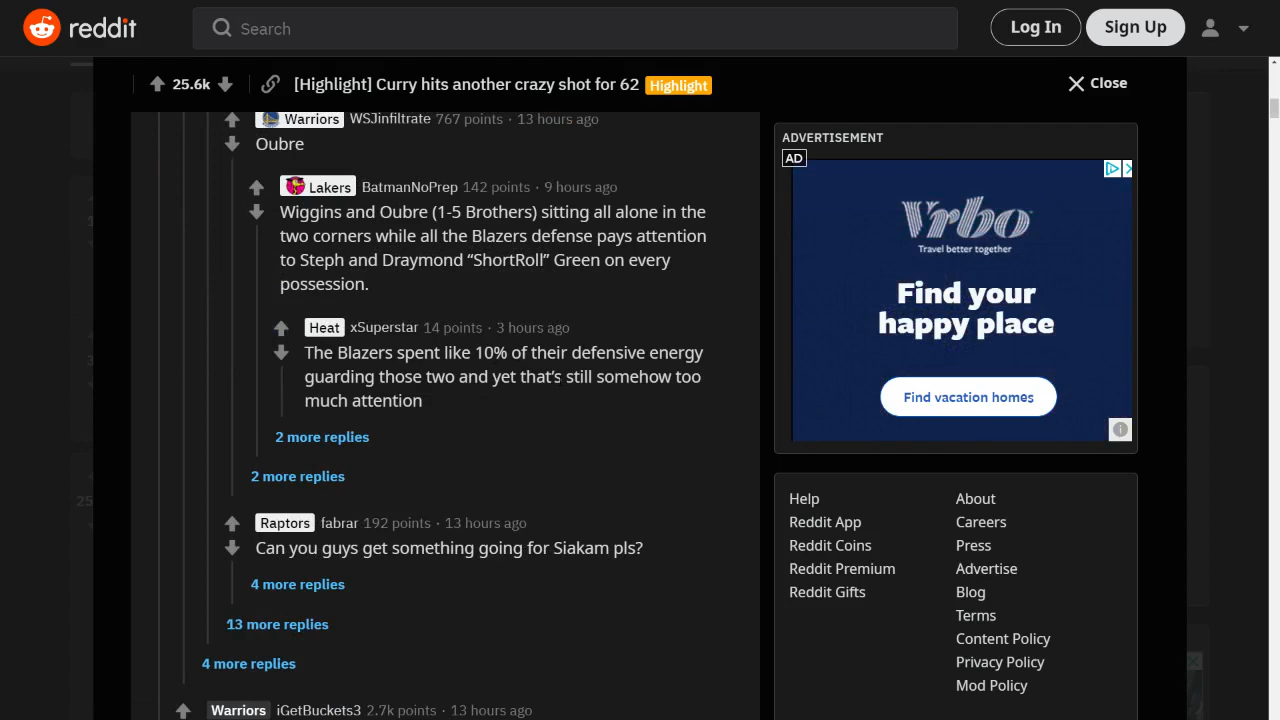 reddit
Search
Log In
Sign Up
25.6k
[Highlight] Curry hits another crazy shot for 62 Highlight
Close
Warriors WSJinfiltrate 767 points · 13 hours ago
Oubre
Lakers BatmanNoPrep 142 points · 9 hours ago
Wiggins and Oubre (1-5 Brothers) sitting all alone in the
two corners while all the Blazers defense pays attention
to Steph and Draymond “ShortRoll” Green on every
possession.
Heat xSuperstar 14 points · 3 hours ago
The Blazers spent like 10% of their defensive energy
guarding those two and yet that's still somehow too
much attention
2 more replies
2 more replies
Raptors fabrar 192 points · 13 hours ago
Can you guys get something going for Siakam pls?
4 more replies
13 more replies
4 more replies
Warriors iGetBuckets3 2.7k points · 13 hours ago
ADVERTISEMENT
AD
Vrbo
Travel better together
Find your
happy place
Find vacation homes
Help
Reddit App
Reddit Coins
Reddit Premium
Reddit Gifts
About
Careers
Press
Advertise
Blog
Terms
Content Policy
Privacy Policy
Mod Policy